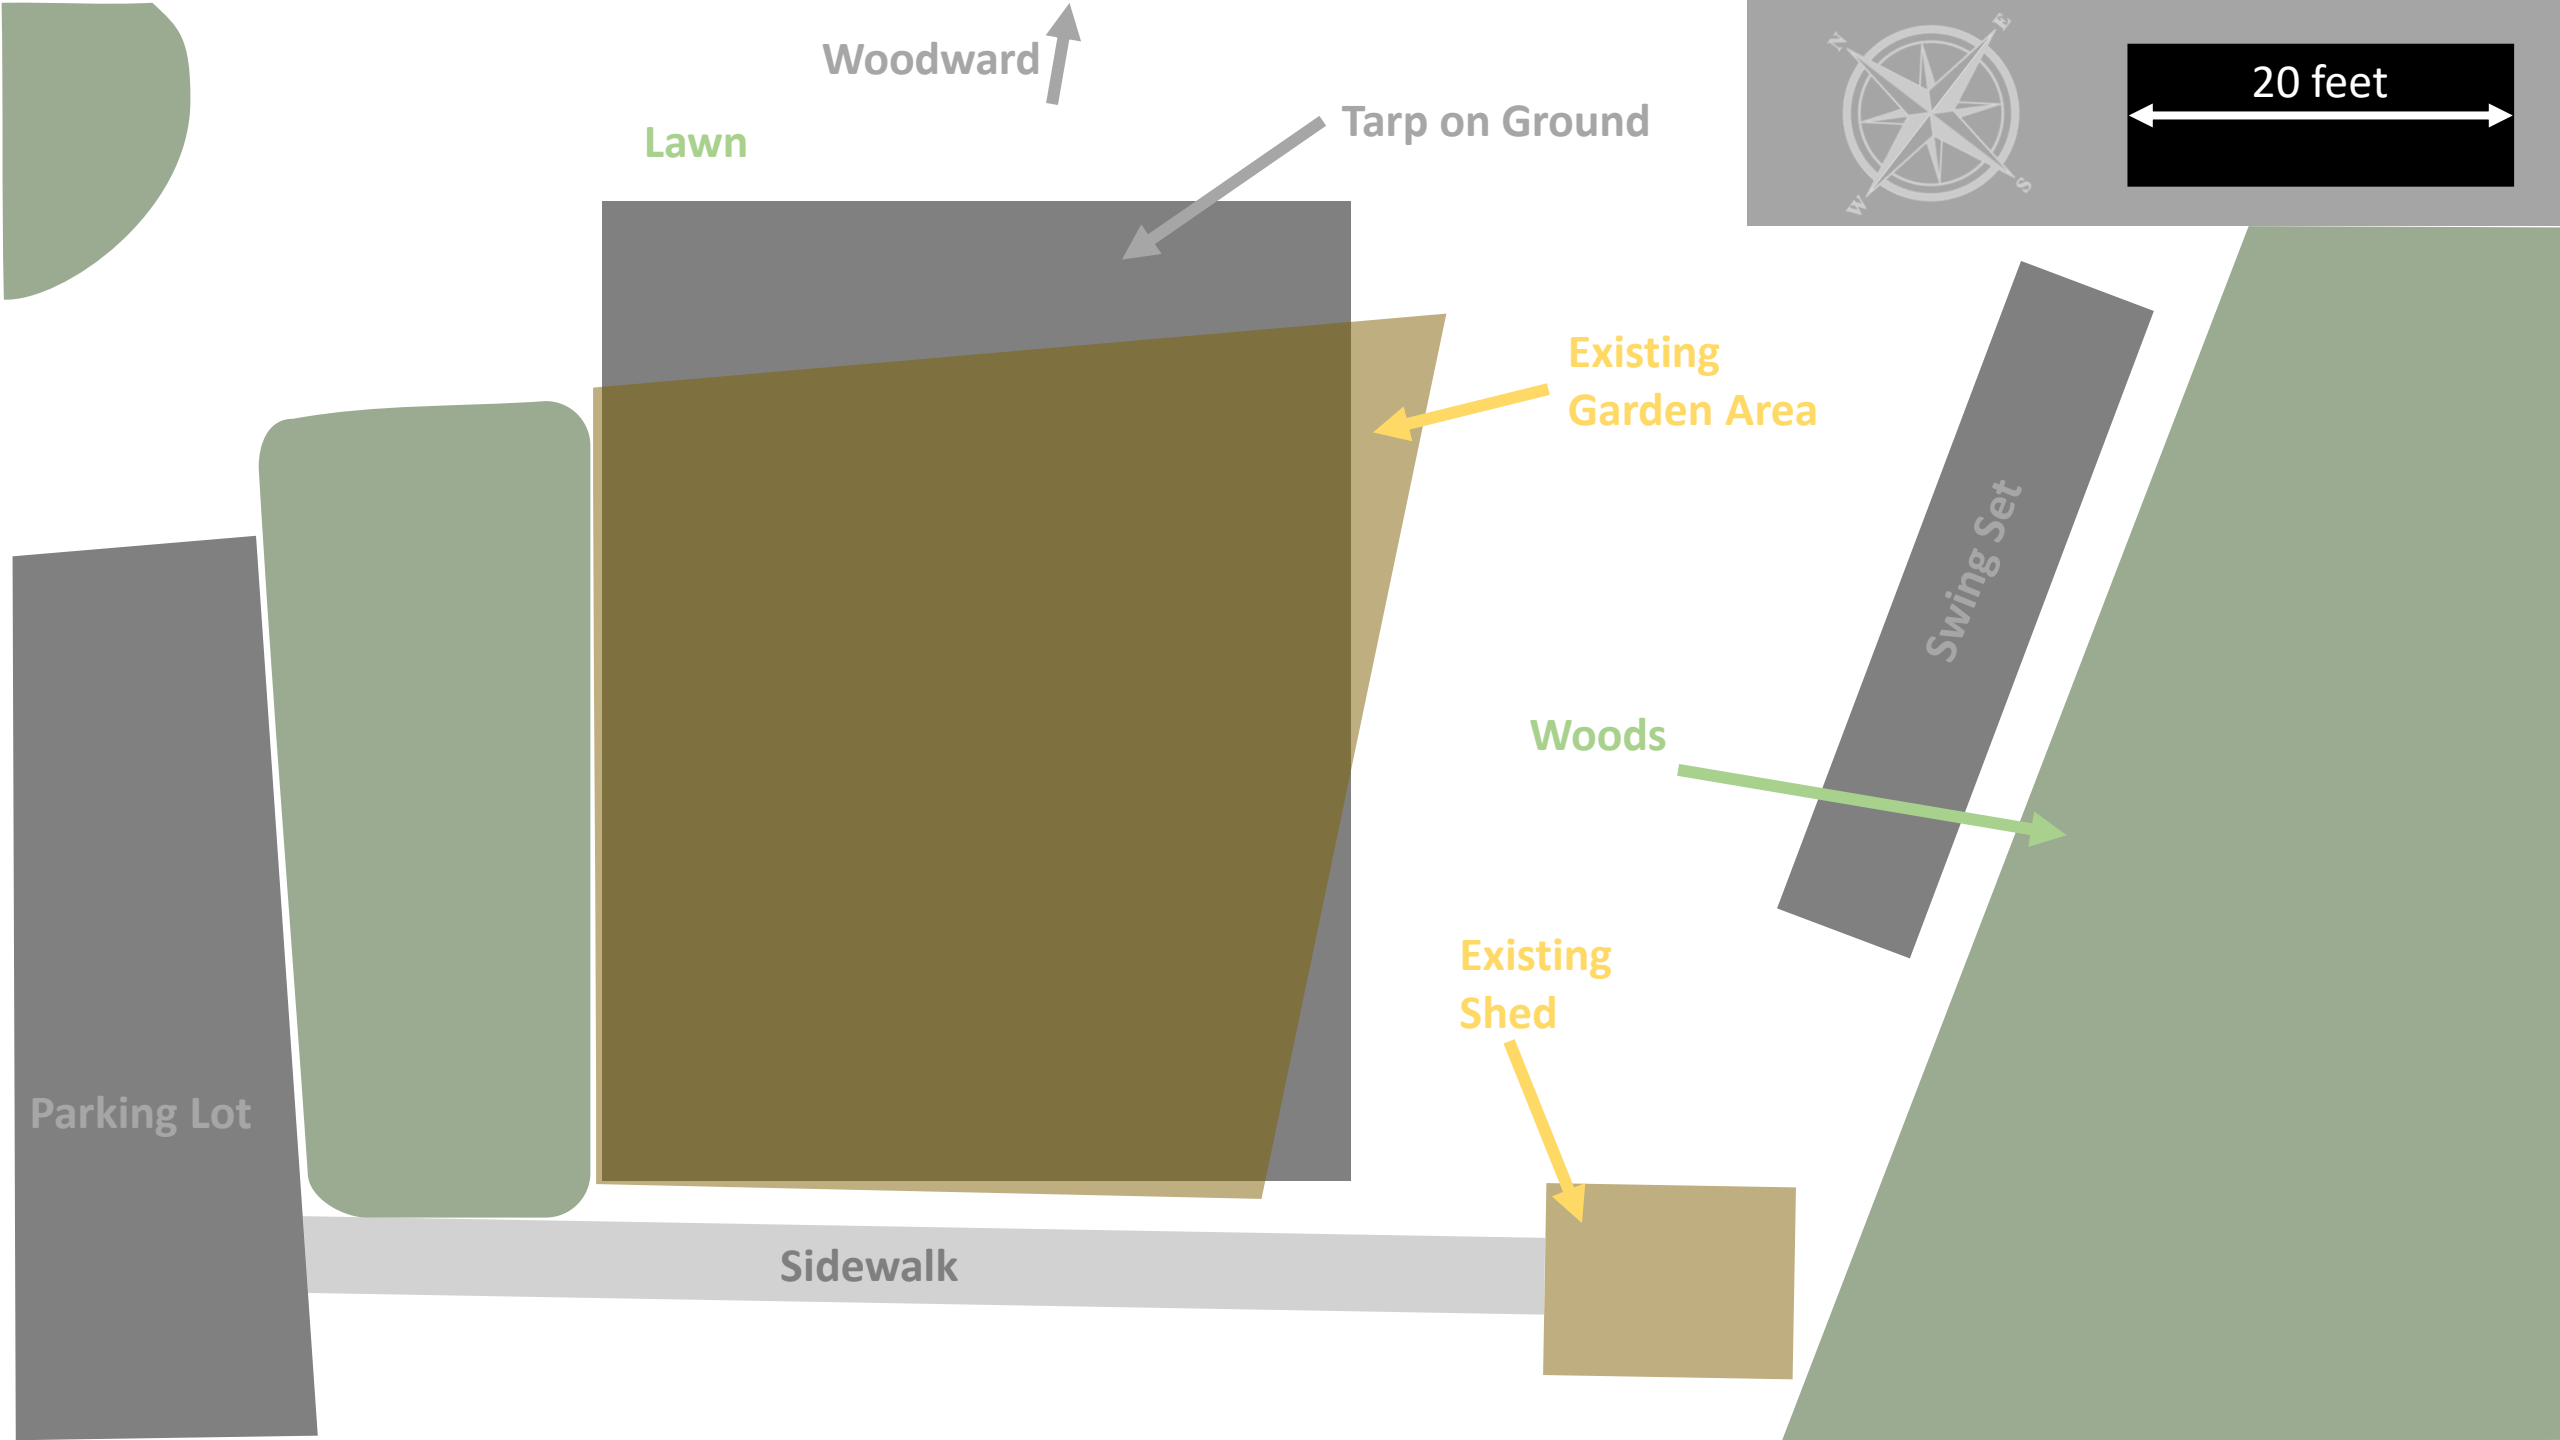 Woodward
N
E
20 feet
Tarp on Ground
Lawn
W
S
Existing
Garden Area
Swing Set
Woods
Existing
Shed
Parking Lot
Sidewalk